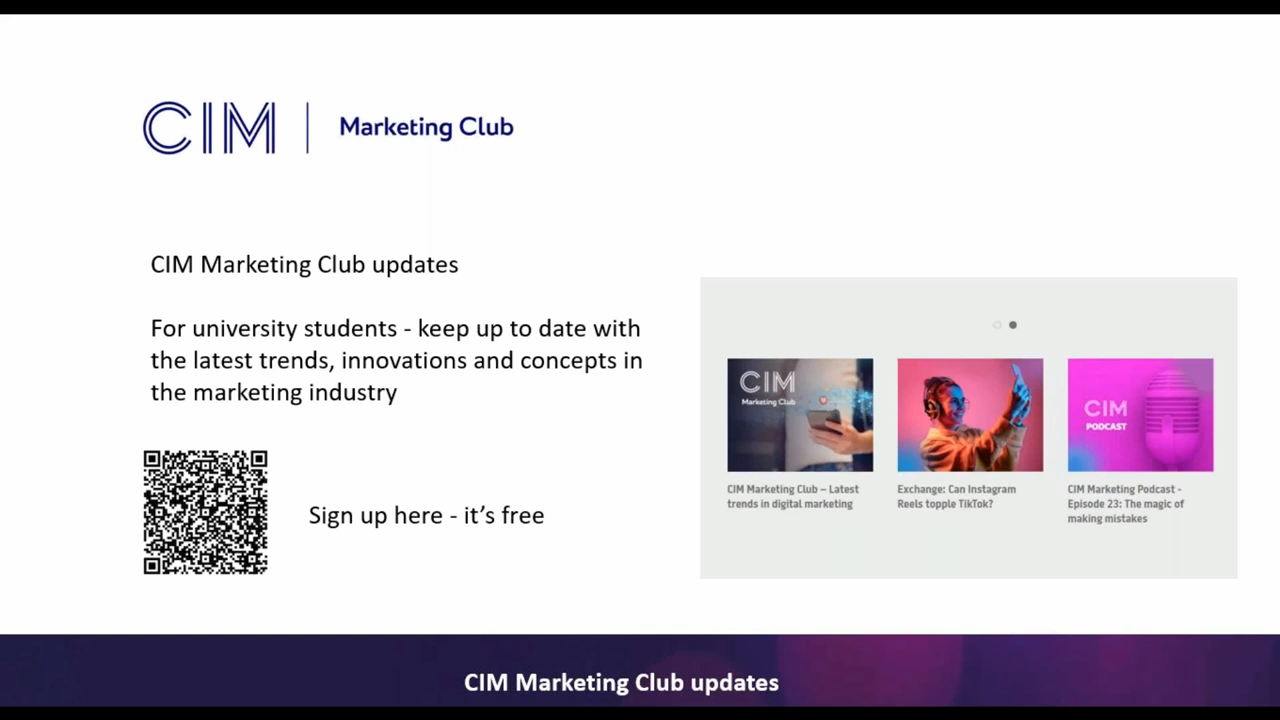 CIM | Marketing Club
CIM Marketing Club updates
For university students - keep up to date with
the latest trends, innovations and concepts in
the marketing industry
Sign up here - it’s free
CIM
Marketing Club
CIM Marketing Club – Latest
trends in digital marketing
Exchange: Can Instagram
Reels topple TikTok?
CIM
PODCAST
CIM Marketing Podcast -
Episode 23: The magic of
making mistakes
CIM Marketing Club updates